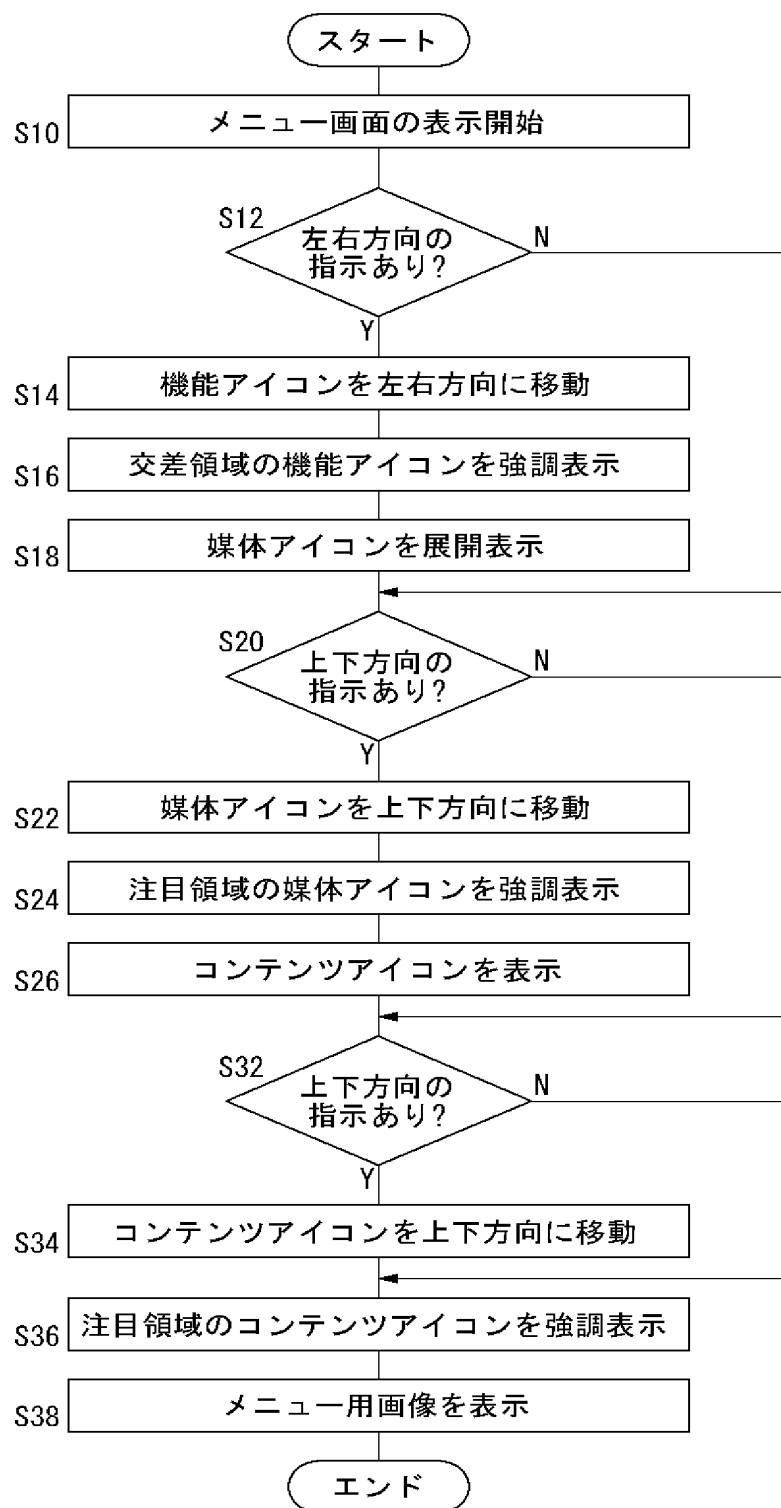 スタート
メニュー画面の表示開始
S10
S12
左右方向の
指示あり?
N
Y
機能アイコンを左右方向に移動
S14
交差領域の機能アイコンを強調表示
S16
媒体アイコンを展開表示
S18
S20
上下方向の
指示あり?
N
Y
媒体アイコンを上下方向に移動
S22
注目領域の媒体アイコンを強調表示
S24
コンテンツアイコンを表示
S26
S32
上下方向の
指示あり?
N
Y
コンテンツアイコンを上下方向に移動
S34
注目領域のコンテンツアイコンを強調表示
S36
メニュー用画像を表示
S38
エンド